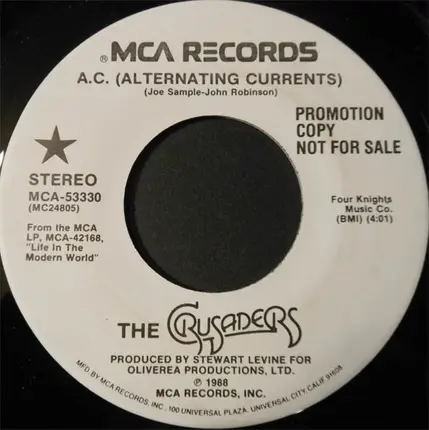 ® MCA RECORDS
A.C. (ALTERNATING CURRENTS)
(Joe Sample-John Robinson)
PROMOTION
COPY
NOT FOR SALE
STEREO
MCA-53330
(MC24805)
From the MCA
LP, MCA-42168,
"Life In The
Modern World"
Four Knights
Music Co.
(BMI) (4:01)
THE CRUSADERS
PRODUCED BY STEWART LEVINE FOR
OLIVEREA PRODUCTIONS, LTD.
℗ 1988
MCA RECORDS, INC.
MFD. BY MCA RECORDS, INC., 100 UNIVERSAL PLAZA, UNIVERSAL CITY, CALIF. 91608